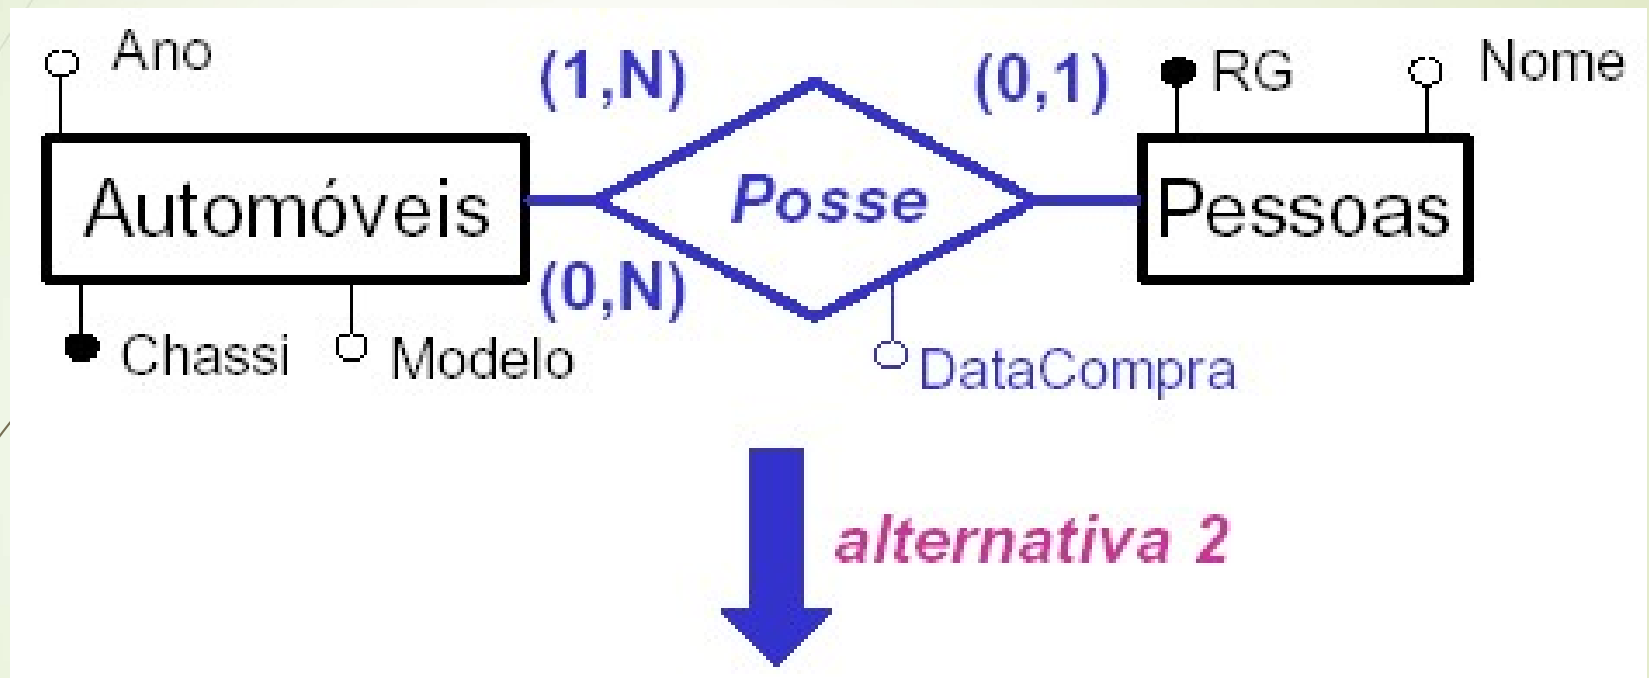 Ano
(1,N)
(0,1)
RG
Nome
Automóveis
Posse
Pessoas
(0,N)
Chassi
Modelo
DataCompra
alternativa 2